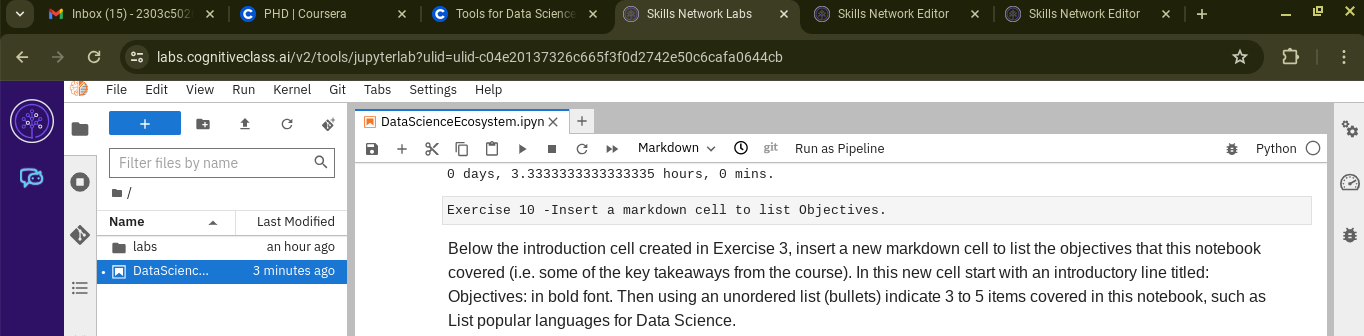 Inbox (15) - 2303c502
PHD | Coursera
Tools for Data Science
Skills Network Labs
Skills Network Editor
Skills Network Editor
labs.cognitiveclass.ai/v2/tools/jupyterlab?ulid=ulid-c04e20137326c665f3f0d2742e50c6cafa0644cb
File Edit View Run Kernel Git Tabs Settings Help
DataScienceEcosystem.ipyn
Markdown git Run as Pipeline Python
Filter files by name
/
Name Last Modified
labs an hour ago
DataScienc... 3 minutes ago
0 days, 3.3333333333333335 hours, 0 mins.
Exercise 10 -Insert a markdown cell to list Objectives.
Below the introduction cell created in Exercise 3, insert a new markdown cell to list the objectives that this notebook
covered (i.e. some of the key takeaways from the course). In this new cell start with an introductory line titled:
Objectives: in bold font. Then using an unordered list (bullets) indicate 3 to 5 items covered in this notebook, such as
List popular languages for Data Science.